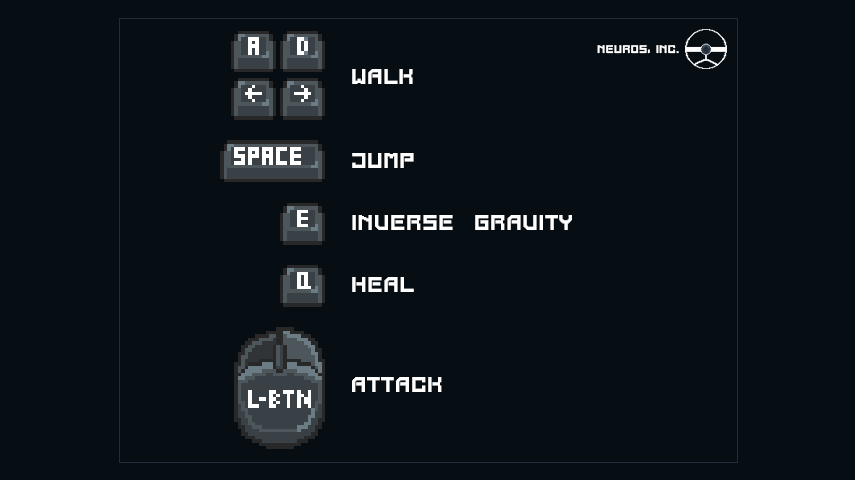 A D
NEUROS, INC.
WALK
← →
SPACE
JUMP
E
INVERSE GRAVITY
Q
HEAL
L-BTN
ATTACK